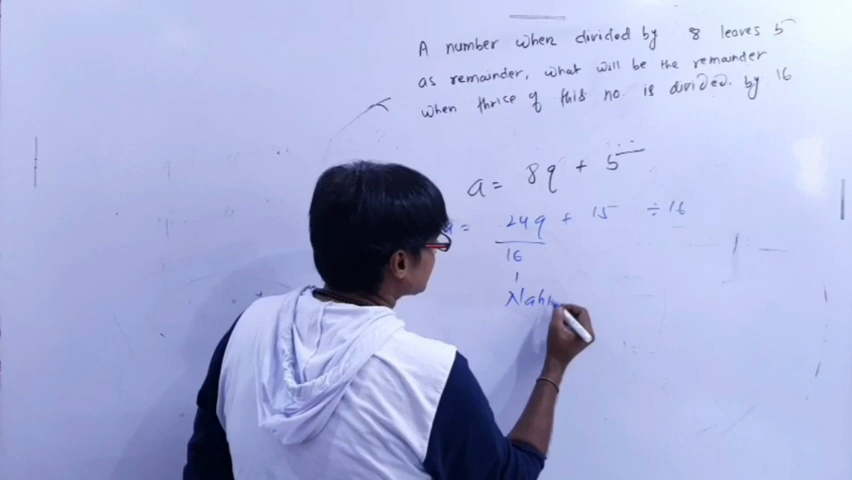 A number when divided by 8 leaves 5
as remainder, what will be the remainder
when thrice of this no. is divided by 16
a = 8q + 5
= 24q + 15 ÷ 16
16
Nahi